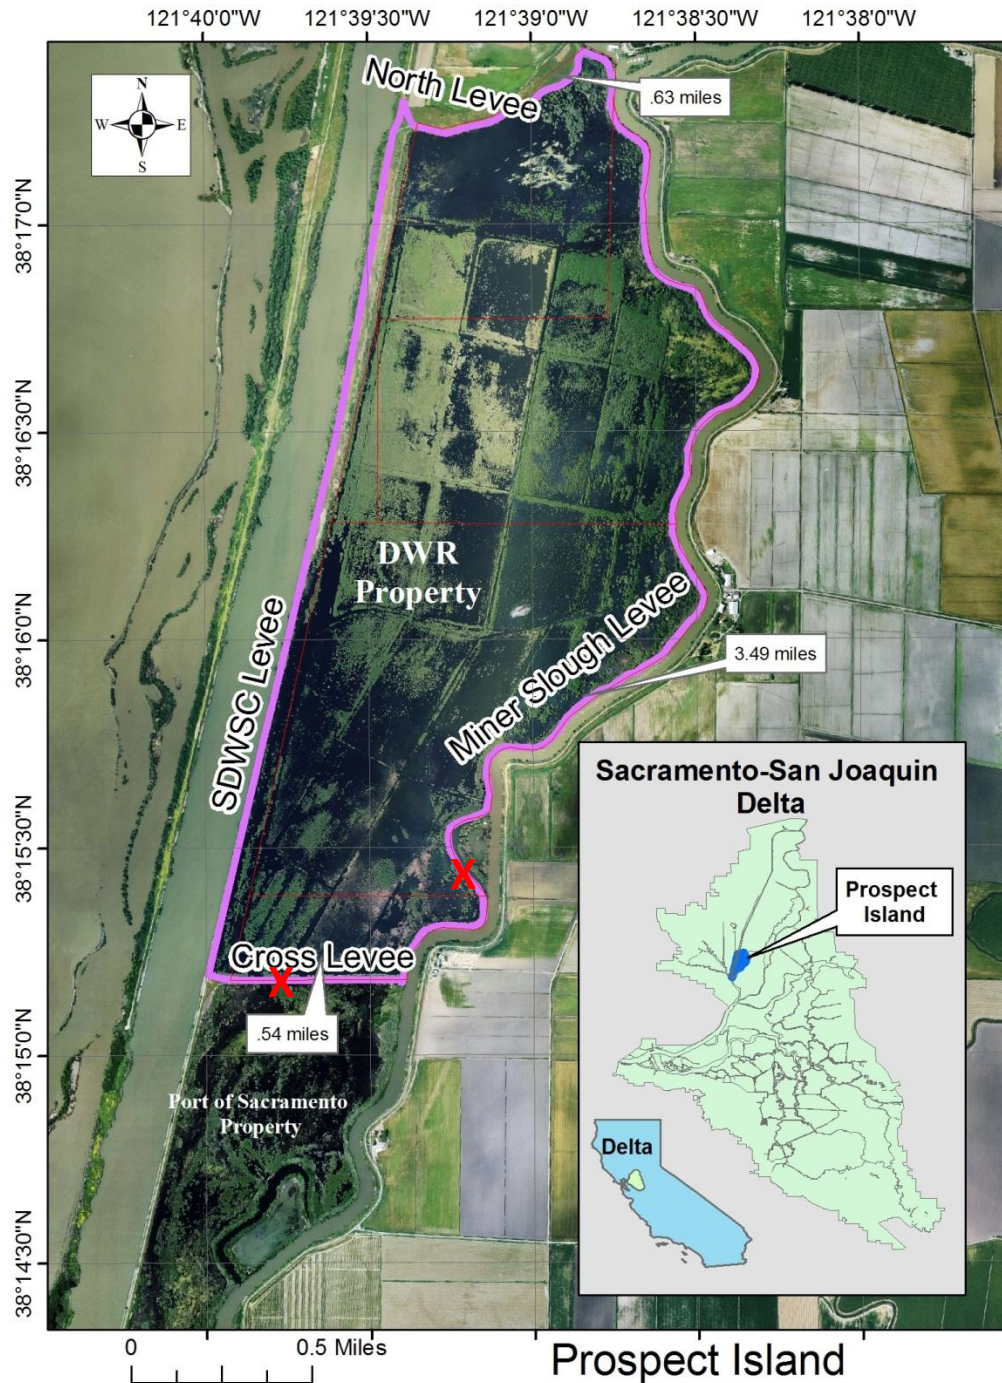 121°40'0"W
121°39'30"W
121°39'0"W
121°38'30"W
121°38'0"W
N
W
E
S
North Levee
.63 miles
38°17'0"N
38°16'30"N
DWR
Property
38°16'0"N
SDWSC Levee
Miner Slough Levee
3.49 miles
38°15'30"N
X
Cross Levee
X
.54 miles
38°15'0"N
Port of Sacramento
Property
38°14'30"N
Sacramento-San Joaquin
Delta
Prospect
Island
Delta
0
0.5 Miles
Prospect Island